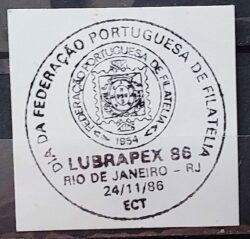 DIA DA FEDERAÇÃO PORTUGUESA DE FILATELIA
FEDERAÇÃO PORTUGUESA DE FILATELIA
1954
LUBRAPEX 86
RIO DE JANEIRO - RJ
24/11/86
ECT